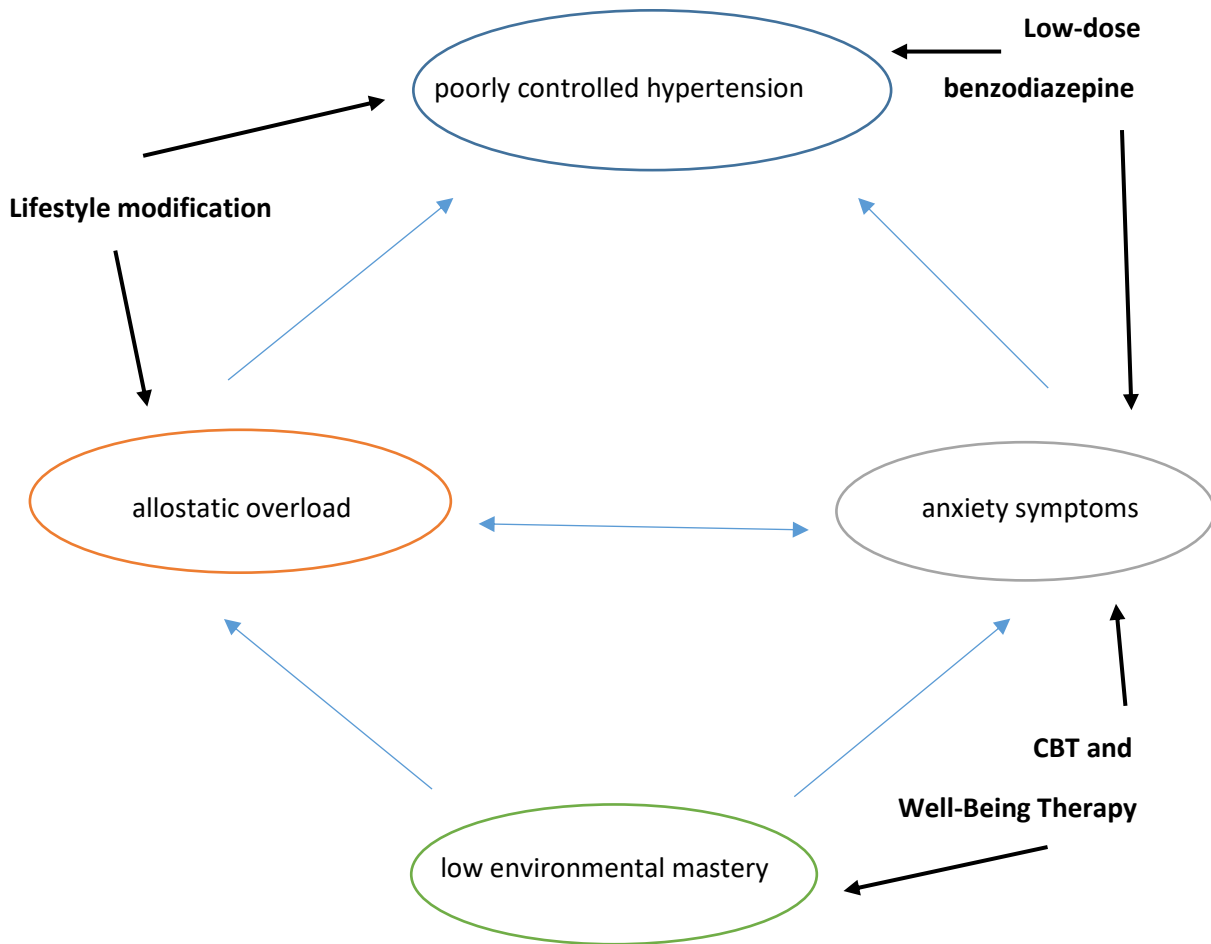 Low-dose
poorly controlled hypertension
benzodiazepine
Lifestyle modification
allostatic overload
anxiety symptoms
CBT and
Well-Being Therapy
low environmental mastery